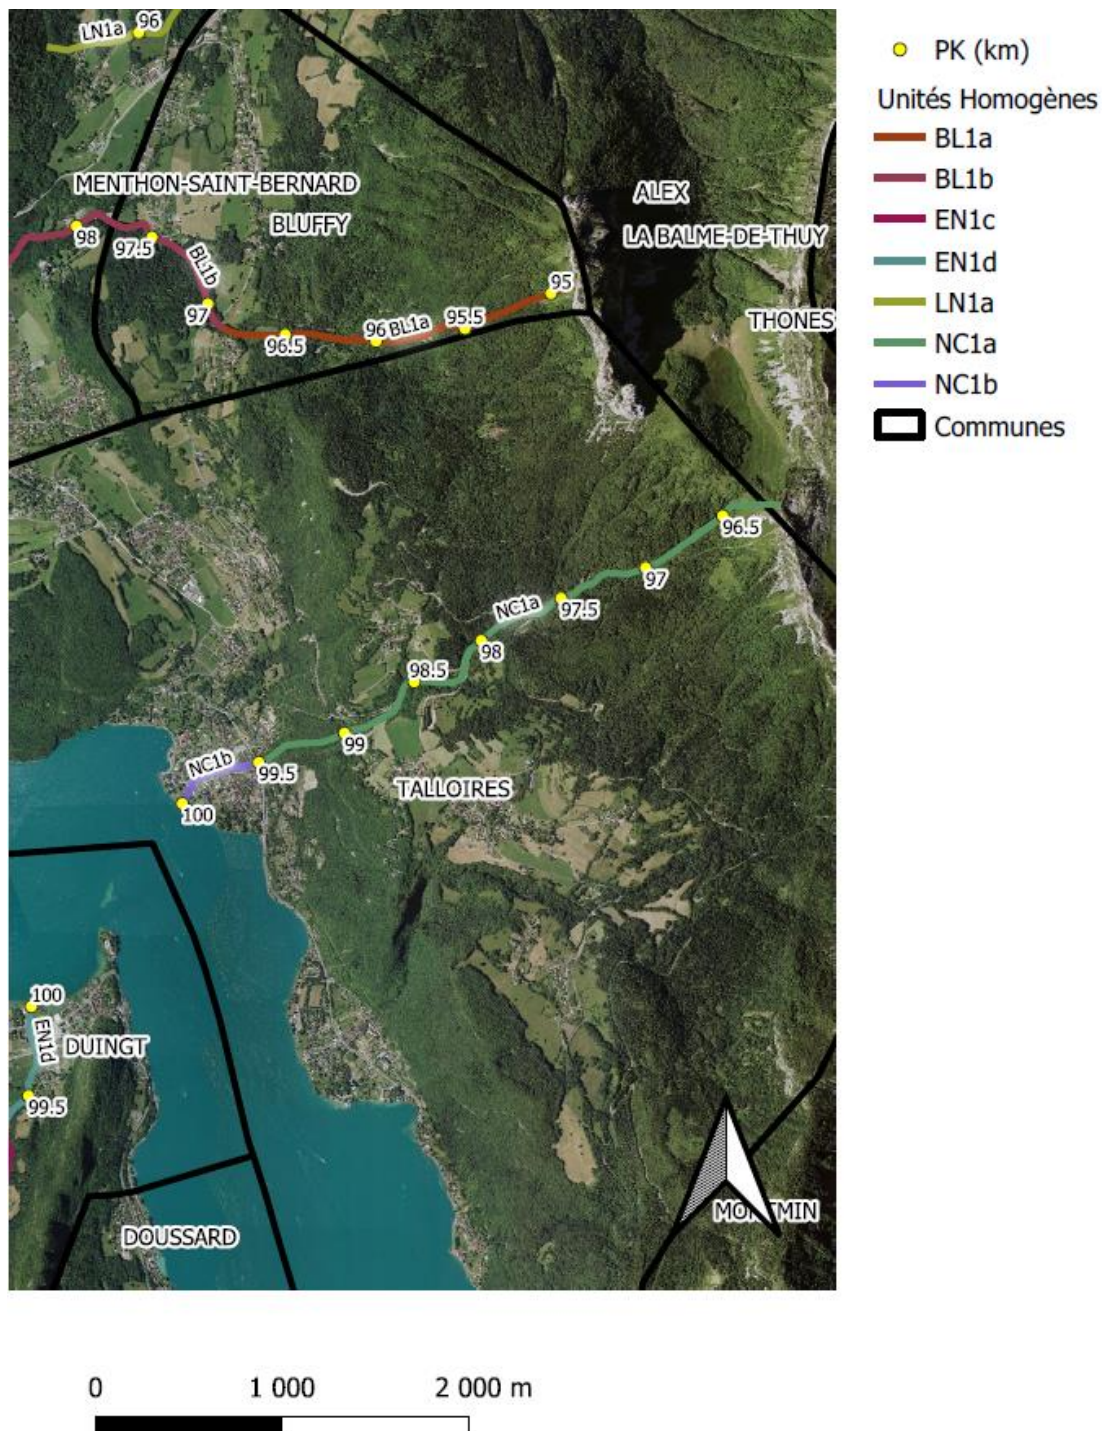 LN1a
96
PK (km)
Unités Homogènes
BL1a
BL1b
EN1c
EN1d
LN1a
NC1a
NC1b
Communes
MENTHON-SAINT-BERNARD
ALEX
BLUFFY
LA BALME-DE-THUY
98
97.5
BL1b
95
97
THONES
96.5
96
BL1a
95.5
96.5
97
NC1a
97.5
98
98.5
99
NC1b
99.5
TALLOIRES
100
100
EN1d
DUINGT
99.5
DOUSSARD
0
1 000
2 000 m